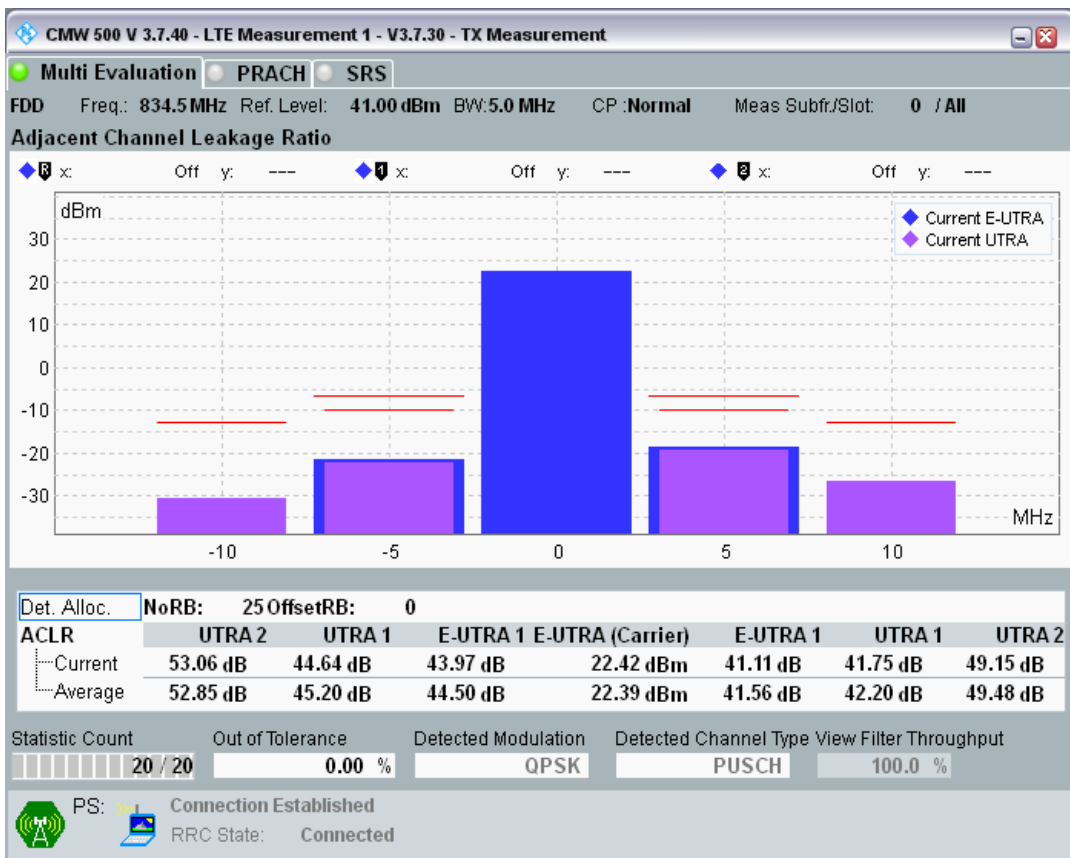 CMW 500 V 3.7.40 - LTE Measurement 1 - V3.7.30 - TX Measurement
Multi Evaluation PRACH SRS
FDD Freq.: 834.5 MHz Ref. Level: 41.00 dBm BW:5.0 MHz CP :Normal Meas Subfr./Slot: 0 / All
Adjacent Channel Leakage Ratio
R x: Off y: --- 1 x: Off y: --- 2 x: Off y: ---
dBm
Current E-UTRA
Current UTRA
30
20
10
0
-10
-20
-30
MHz
-10 -5 0 5 10
Det. Alloc. NoRB: 25 OffsetRB: 0
ACLR UTRA 2 UTRA 1 E-UTRA 1 E-UTRA (Carrier) E-UTRA 1 UTRA 1 UTRA 2
Current 53.06 dB 44.64 dB 43.97 dB 22.42 dBm 41.11 dB 41.75 dB 49.15 dB
Average 52.85 dB 45.20 dB 44.50 dB 22.39 dBm 41.56 dB 42.20 dB 49.48 dB
Statistic Count Out of Tolerance Detected Modulation Detected Channel Type View Filter Throughput
20 / 20 0.00 % QPSK PUSCH 100.0 %
PS: Connection Established
RRC State: Connected